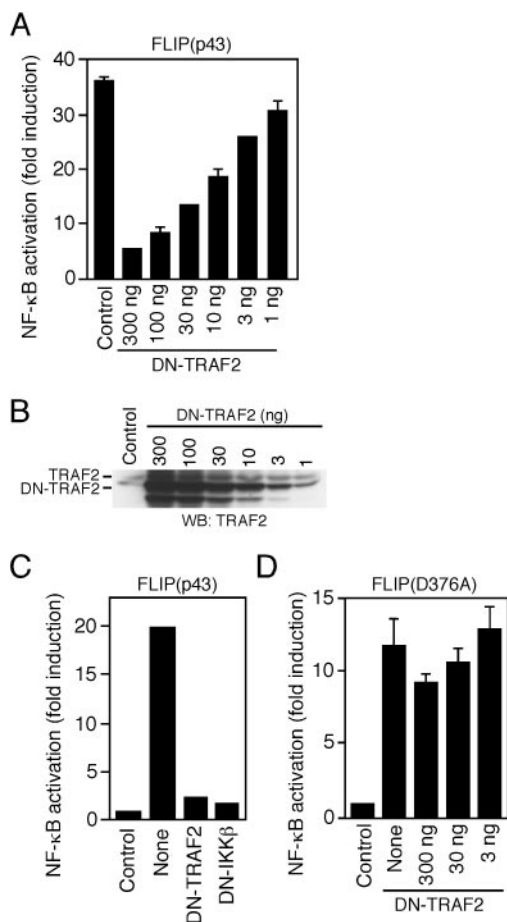 A
FLIP(p43)
NF-κB activation (fold induction)
40
30
20
10
0
Control
300 ng
100 ng
30 ng
10 ng
3 ng
1 ng
DN-TRAF2
B
DN-TRAF2 (ng)
Control
300
100
30
10
3
1
TRAF2
DN-TRAF2
WB: TRAF2
C
FLIP(p43)
NF-κB activation (fold induction)
20
15
10
5
0
Control
None
DN-TRAF2
DN-IKKβ
D
FLIP(D376A)
NF-κB activation (fold induction)
15
10
5
0
Control
None
300 ng
30 ng
3 ng
DN-TRAF2